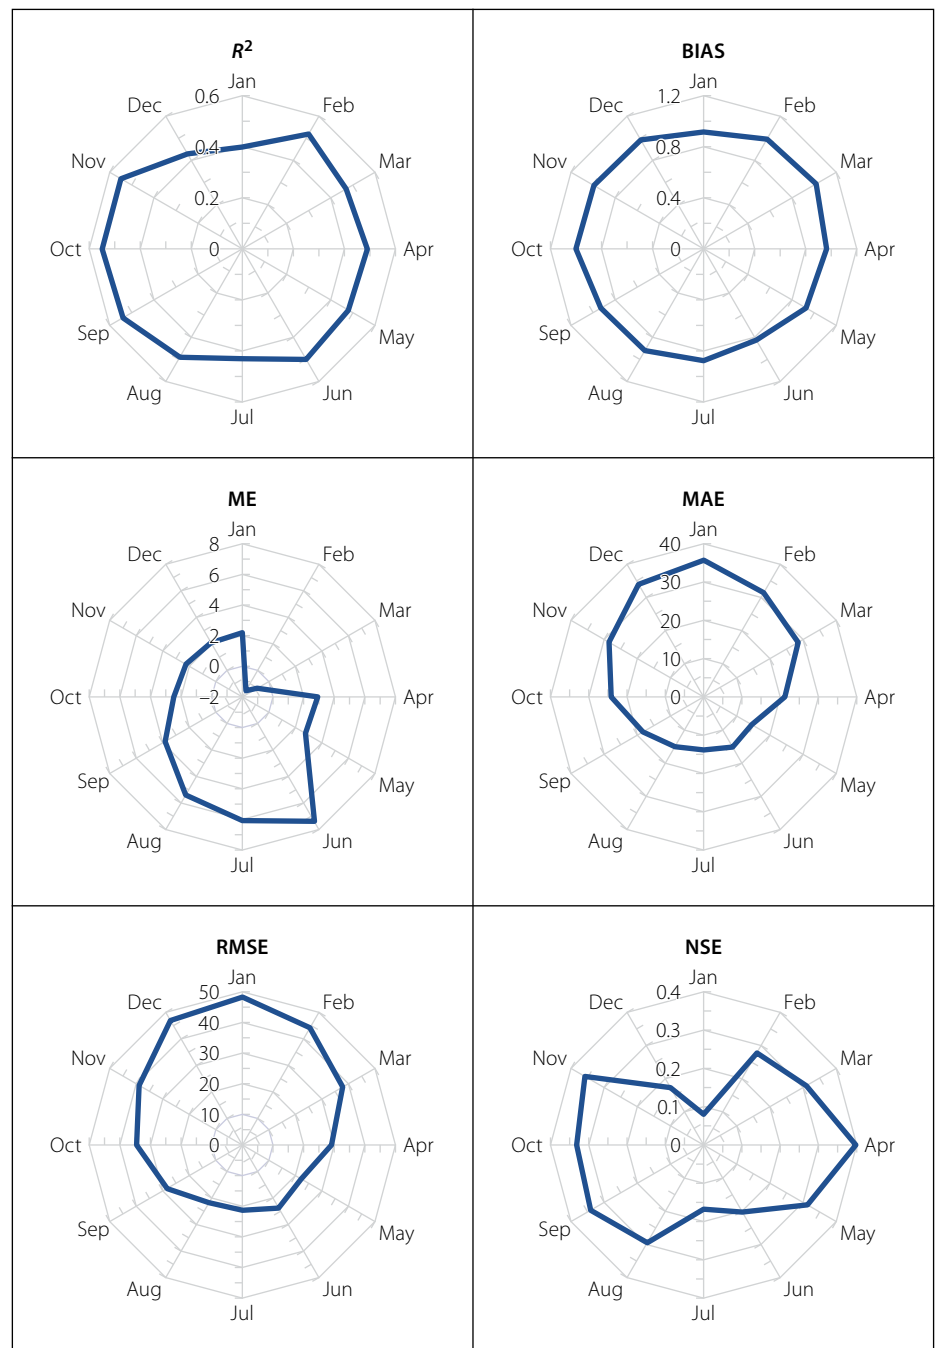 R²
Jan
Feb
Mar
Apr
May
Jun
Jul
Aug
Sep
Oct
Nov
Dec
0.6
0.4
0.2
0
BIAS
Jan
Feb
Mar
Apr
May
Jun
Jul
Aug
Sep
Oct
Nov
Dec
1.2
0.8
0.4
0
ME
Jan
Feb
Mar
Apr
May
Jun
Jul
Aug
Sep
Oct
Nov
Dec
8
6
4
2
0
−2
MAE
Jan
Feb
Mar
Apr
May
Jun
Jul
Aug
Sep
Oct
Nov
Dec
40
30
20
10
0
RMSE
Jan
Feb
Mar
Apr
May
Jun
Jul
Aug
Sep
Oct
Nov
Dec
50
40
30
20
10
0
NSE
Jan
Feb
Mar
Apr
May
Jun
Jul
Aug
Sep
Oct
Nov
Dec
0.4
0.3
0.2
0.1
0